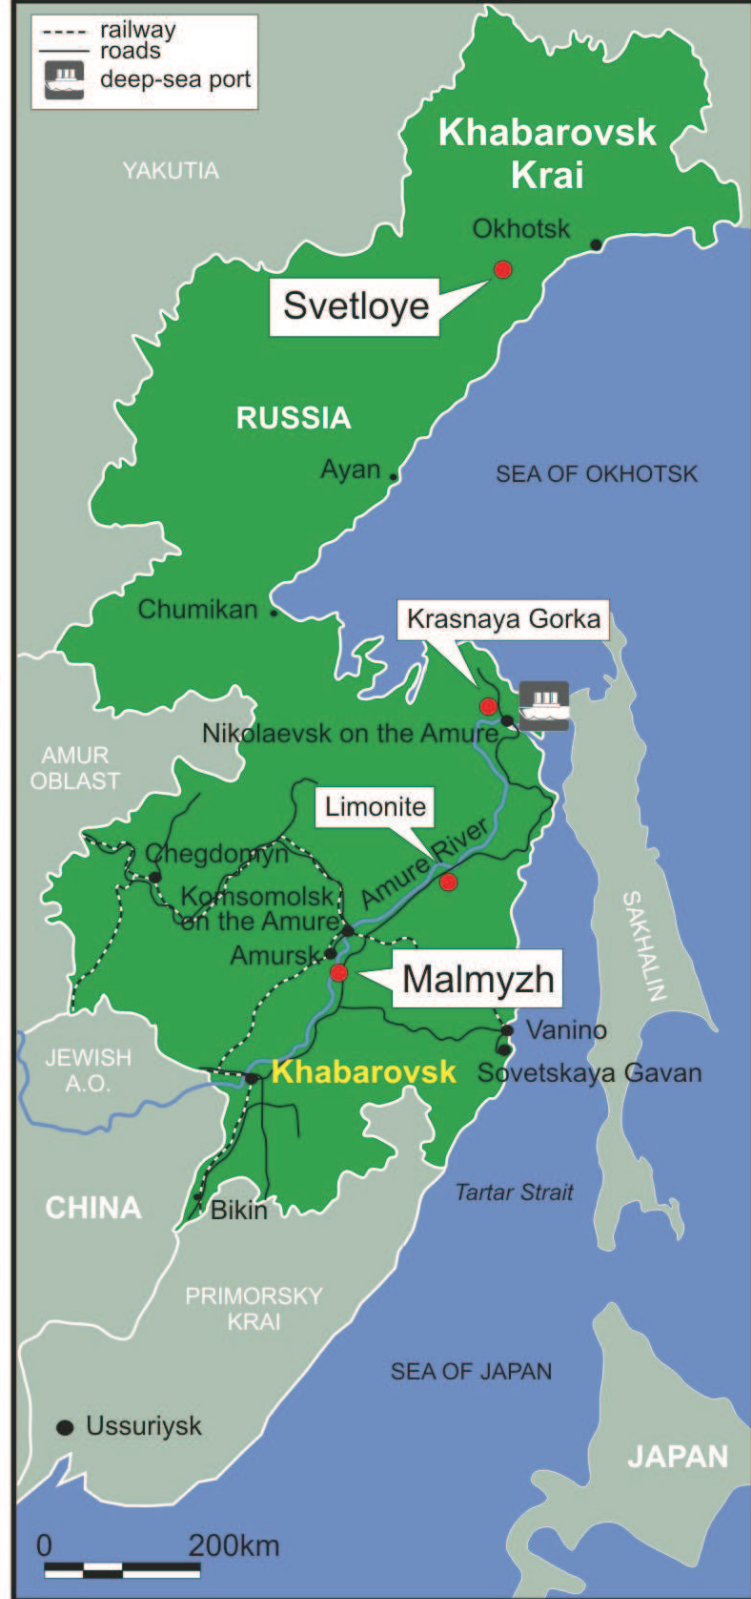 railway
roads
deep-sea port
Khabarovsk
Krai
YAKUTIA
Okhotsk
Svetloye
RUSSIA
Ayan
SEA OF OKHOTSK
Chumikan
Krasnaya Gorka
Nikolaevsk on the Amure
AMUR
OBLAST
Limonite
Amure River
Chegdomyn
Komsomolsk
on the Amure
Amursk
SAKHALIN
Malmyzh
Vanino
JEWISH
A.O.
Khabarovsk
Sovetskaya Gavan
Tartar Strait
CHINA
Bikin
PRIMORSKY
KRAI
SEA OF JAPAN
Ussuriysk
JAPAN
0 200km